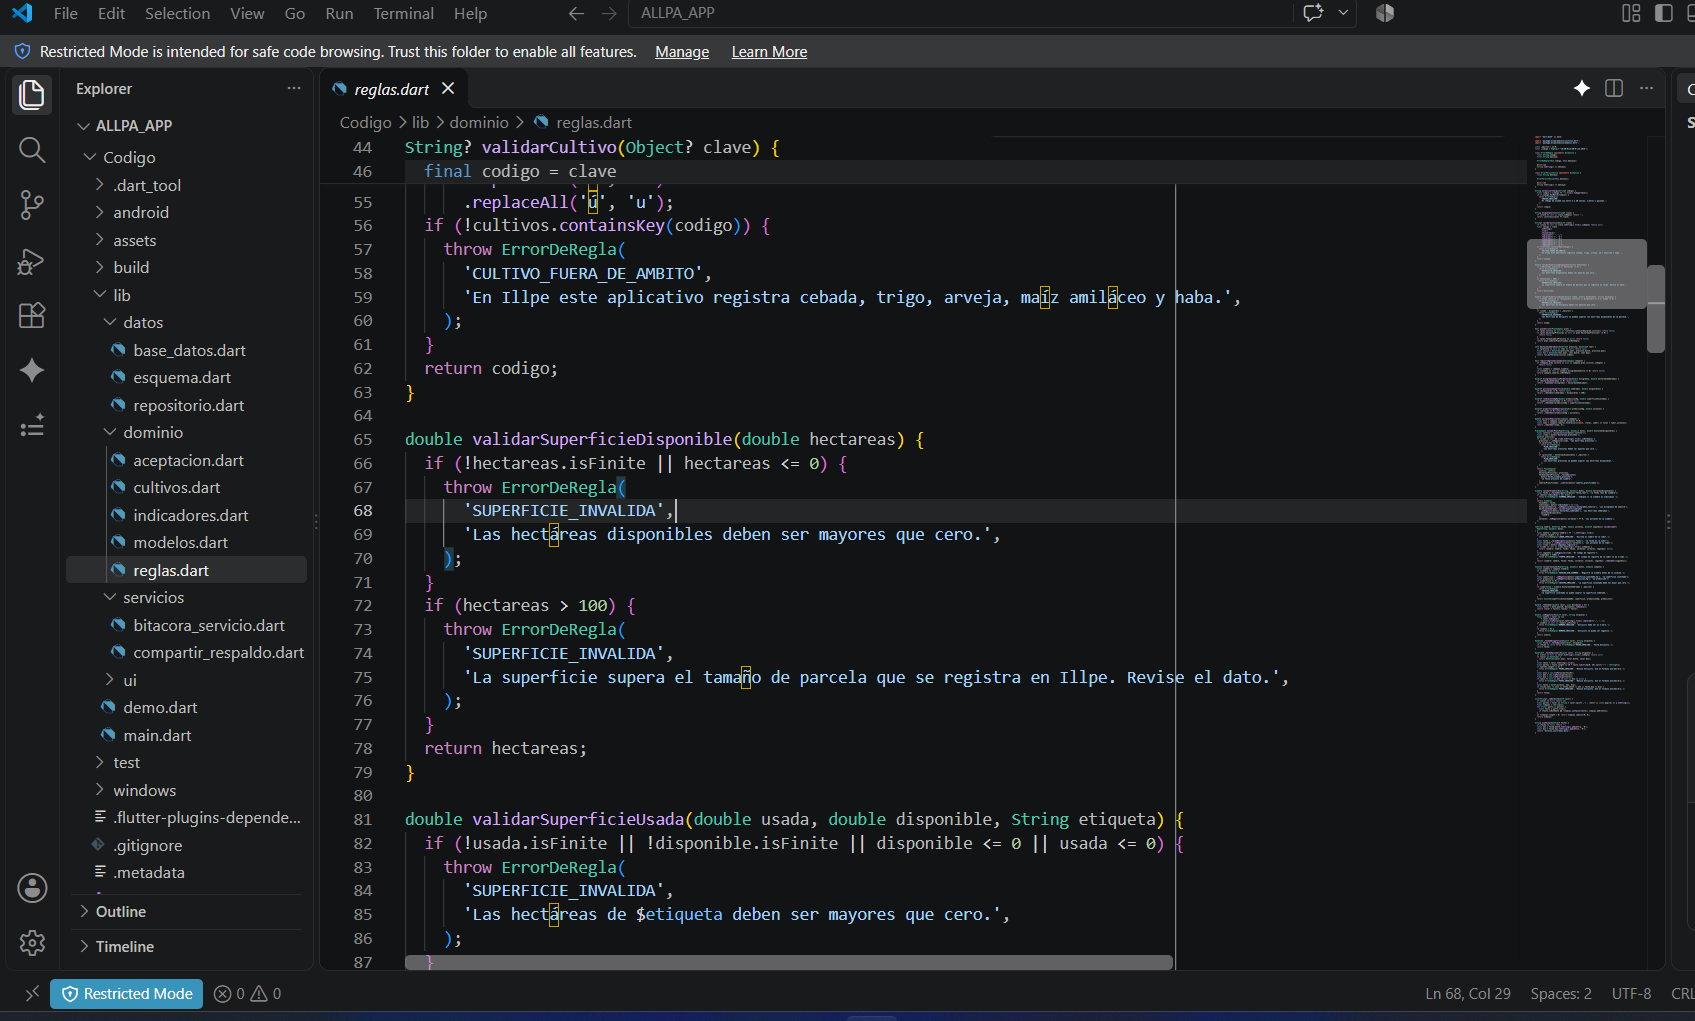 File Edit Selection View Go Run Terminal Help
ALLPA_APP
Restricted Mode is intended for safe code browsing. Trust this folder to enable all features. Manage Learn More
Explorer
ALLPA_APP
Codigo
.dart_tool
android
assets
build
lib
datos
base_datos.dart
esquema.dart
repositorio.dart
dominio
aceptacion.dart
cultivos.dart
indicadores.dart
modelos.dart
reglas.dart
servicios
bitacora_servicio.dart
compartir_respaldo.dart
ui
demo.dart
main.dart
test
windows
.flutter-plugins-depende...
.gitignore
.metadata
Outline
Timeline
reglas.dart
Codigo > lib > dominio > reglas.dart
44 String? validarCultivo(Object? clave) {
46 final codigo = clave
55 .replaceAll('ú', 'u');
56 if (!cultivos.containsKey(codigo)) {
57 throw ErrorDeRegla(
58 'CULTIVO_FUERA_DE_AMBITO',
59 'En Illpe este aplicativo registra cebada, trigo, arveja, maíz amiláceo y haba.',
60 );
61 }
62 return codigo;
63 }
64
65 double validarSuperficieDisponible(double hectareas) {
66 if (!hectareas.isFinite || hectareas <= 0) {
67 throw ErrorDeRegla(
68 'SUPERFICIE_INVALIDA',
69 'Las hectáreas disponibles deben ser mayores que cero.',
70 );
71 }
72 if (hectareas > 100) {
73 throw ErrorDeRegla(
74 'SUPERFICIE_INVALIDA',
75 'La superficie supera el tamaño de parcela que se registra en Illpe. Revise el dato.',
76 );
77 }
78 return hectareas;
79 }
80
81 double validarSuperficieUsada(double usada, double disponible, String etiqueta) {
82 if (!usada.isFinite || !disponible.isFinite || disponible <= 0 || usada <= 0) {
83 throw ErrorDeRegla(
84 'SUPERFICIE_INVALIDA',
85 'Las hectáreas de $etiqueta deben ser mayores que cero.',
86 );
87 }
Restricted Mode 0 0
Ln 68, Col 29 Spaces: 2 UTF-8 CRL